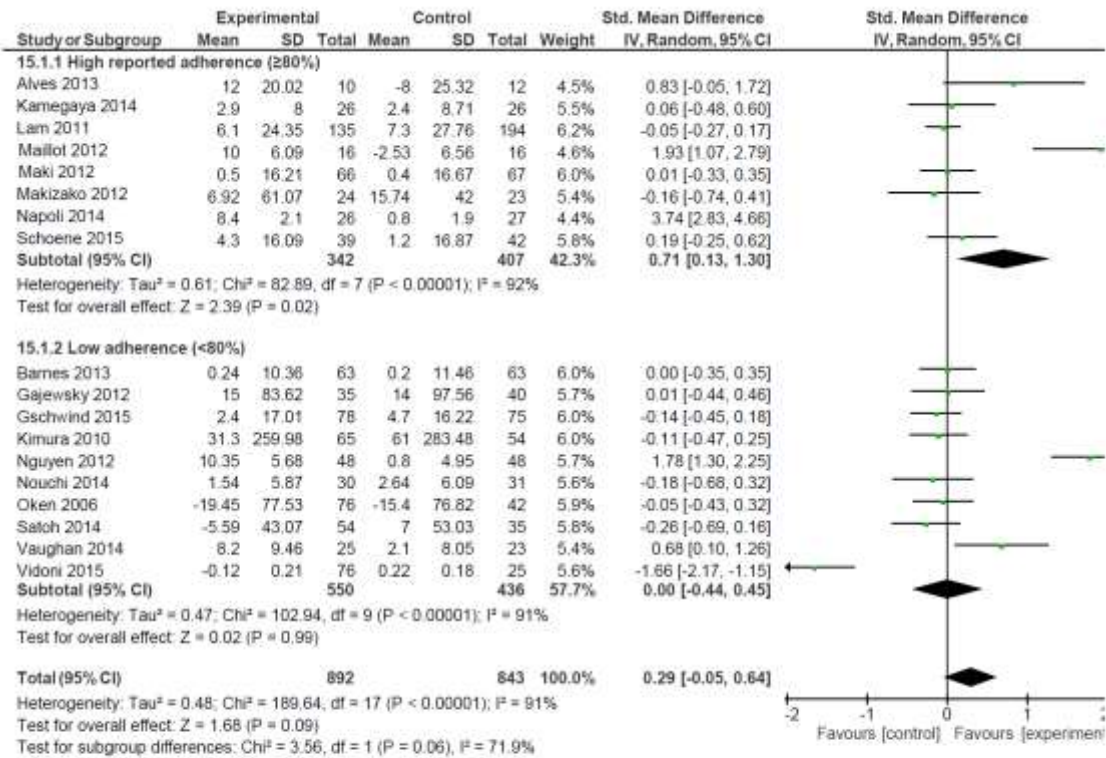 Experimental Control Std. Mean Difference Std. Mean Difference
Study or Subgroup Mean SD Total Mean SD Total Weight IV, Random, 95% CI IV, Random, 95% CI
15.1.1 High reported adherence (≥80%)
Alves 2013 12 20.02 10 -8 25.32 12 4.5% 0.83 [-0.05, 1.72]
Kamegaya 2014 2.9 8 26 2.4 8.71 26 5.5% 0.06 [-0.48, 0.60]
Lam 2011 6.1 24.35 135 7.3 27.76 194 6.2% -0.05 [-0.27, 0.17]
Maillot 2012 10 6.09 16 -2.53 6.56 16 4.6% 1.93 [1.07, 2.79]
Maki 2012 0.5 16.21 66 0.4 16.67 67 6.0% 0.01 [-0.33, 0.35]
Makizako 2012 6.92 61.07 24 15.74 42 23 5.4% -0.16 [-0.74, 0.41]
Napoli 2014 8.4 2.1 26 0.8 1.9 27 4.4% 3.74 [2.83, 4.66]
Schoene 2015 4.3 16.09 39 1.2 16.87 42 5.8% 0.19 [-0.25, 0.62]
Subtotal (95% CI) 342 407 42.3% 0.71 [0.13, 1.30]
Heterogeneity: Tau² = 0.61; Chi² = 82.89, df = 7 (P < 0.00001); I² = 92%
Test for overall effect: Z = 2.39 (P = 0.02)
15.1.2 Low adherence (<80%)
Barnes 2013 0.24 10.36 63 0.2 11.46 63 6.0% 0.00 [-0.35, 0.35]
Gajewsky 2012 15 83.62 35 14 97.56 40 5.7% 0.01 [-0.44, 0.46]
Gschwind 2015 2.4 17.01 78 4.7 16.22 75 6.0% -0.14 [-0.45, 0.18]
Kimura 2010 31.3 259.98 65 61 283.48 54 6.0% -0.11 [-0.47, 0.25]
Nguyen 2012 10.35 5.68 48 0.8 4.95 48 5.7% 1.78 [1.30, 2.25]
Nouchi 2014 1.54 5.87 30 2.64 6.09 31 5.6% -0.18 [-0.68, 0.32]
Oken 2006 -19.45 77.53 76 -15.4 76.82 42 5.9% -0.05 [-0.43, 0.32]
Satoh 2014 -5.59 43.07 54 7 53.03 35 5.8% -0.26 [-0.69, 0.16]
Vaughan 2014 8.2 9.46 25 2.1 8.05 23 5.4% 0.68 [0.10, 1.26]
Vidoni 2015 -0.12 0.21 76 0.22 0.18 25 5.6% -1.66 [-2.17, -1.15]
Subtotal (95% CI) 550 436 57.7% 0.00 [-0.44, 0.45]
Heterogeneity: Tau² = 0.47; Chi² = 102.94, df = 9 (P < 0.00001); I² = 91%
Test for overall effect: Z = 0.02 (P = 0.99)
Total (95% CI) 892 843 100.0% 0.29 [-0.05, 0.64]
Heterogeneity: Tau² = 0.48; Chi² = 189.64, df = 17 (P < 0.00001); I² = 91%
Test for overall effect: Z = 1.68 (P = 0.09)
Test for subgroup differences: Chi² = 3.56, df = 1 (P = 0.06), I² = 71.9%
-2 -1 0 1
Favours [control] Favours [experimen